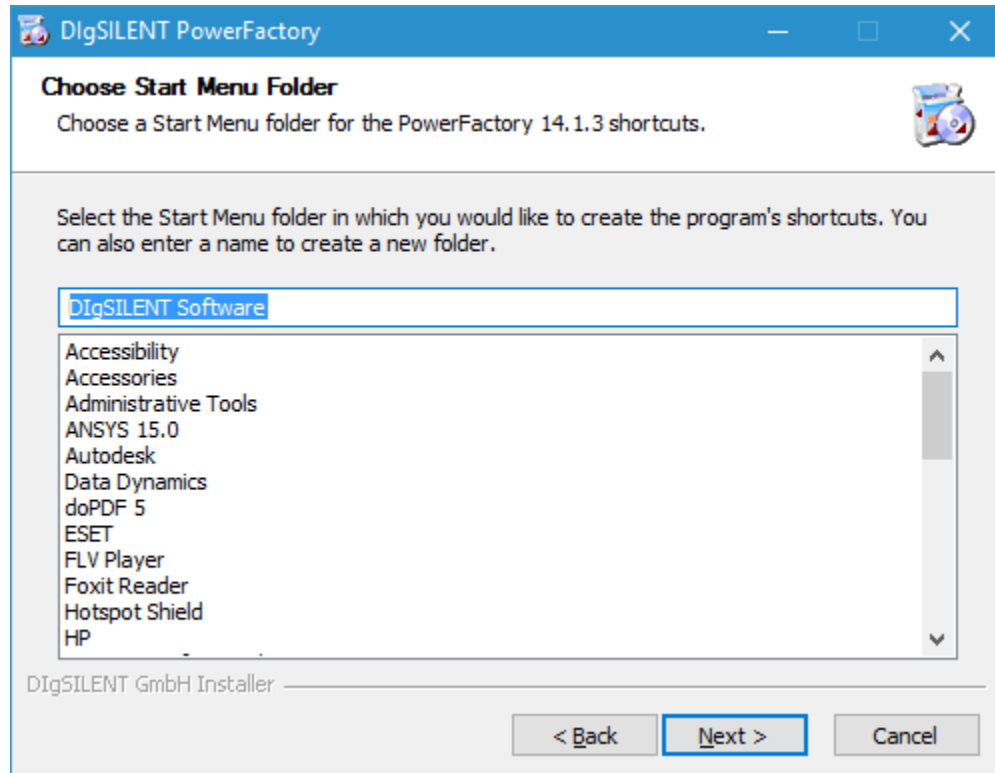 DIgSILENT PowerFactory
Choose Start Menu Folder
Choose a Start Menu folder for the PowerFactory 14.1.3 shortcuts.
Select the Start Menu folder in which you would like to create the program's shortcuts. You
can also enter a name to create a new folder.
DIgSILENT Software
Accessibility
Accessories
Administrative Tools
ANSYS 15.0
Autodesk
Data Dynamics
doPDF 5
ESET
FLV Player
Foxit Reader
Hotspot Shield
HP
DIgSILENT GmbH Installer
< Back
Next >
Cancel